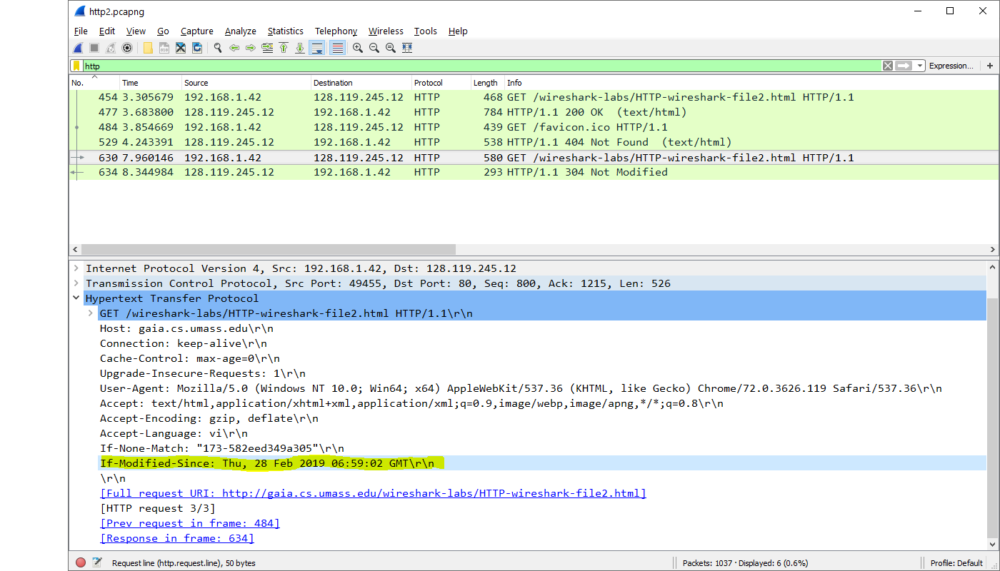 http2.pcapng
File Edit View Go Capture Analyze Statistics Telephony Wireless Tools Help
http Expression... +
No. Time Source Destination Protocol Length Info
454 3.305679 192.168.1.42 128.119.245.12 HTTP 468 GET /wireshark-labs/HTTP-wireshark-file2.html HTTP/1.1
477 3.683800 128.119.245.12 192.168.1.42 HTTP 784 HTTP/1.1 200 OK (text/html)
484 3.854669 192.168.1.42 128.119.245.12 HTTP 439 GET /favicon.ico HTTP/1.1
529 4.243391 128.119.245.12 192.168.1.42 HTTP 538 HTTP/1.1 404 Not Found (text/html)
630 7.960146 192.168.1.42 128.119.245.12 HTTP 580 GET /wireshark-labs/HTTP-wireshark-file2.html HTTP/1.1
634 8.344984 128.119.245.12 192.168.1.42 HTTP 293 HTTP/1.1 304 Not Modified
Internet Protocol Version 4, Src: 192.168.1.42, Dst: 128.119.245.12
Transmission Control Protocol, Src Port: 49455, Dst Port: 80, Seq: 800, Ack: 1215, Len: 526
Hypertext Transfer Protocol
GET /wireshark-labs/HTTP-wireshark-file2.html HTTP/1.1\r\n
Host: gaia.cs.umass.edu\r\n
Connection: keep-alive\r\n
Cache-Control: max-age=0\r\n
Upgrade-Insecure-Requests: 1\r\n
User-Agent: Mozilla/5.0 (Windows NT 10.0; Win64; x64) AppleWebKit/537.36 (KHTML, like Gecko) Chrome/72.0.3626.119 Safari/537.36\r\n
Accept: text/html,application/xhtml+xml,application/xml;q=0.9,image/webp,image/apng,*/*;q=0.8\r\n
Accept-Encoding: gzip, deflate\r\n
Accept-Language: vi\r\n
If-None-Match: "173-582eed349a305"\r\n
If-Modified-Since: Thu, 28 Feb 2019 06:59:02 GMT\r\n
\r\n
[Full request URI: http://gaia.cs.umass.edu/wireshark-labs/HTTP-wireshark-file2.html]
[HTTP request 3/3]
[Prev request in frame: 484]
[Response in frame: 634]
Request line (http.request.line), 50 bytes Packets: 1037 · Displayed: 6 (0.6%) Profile: Default